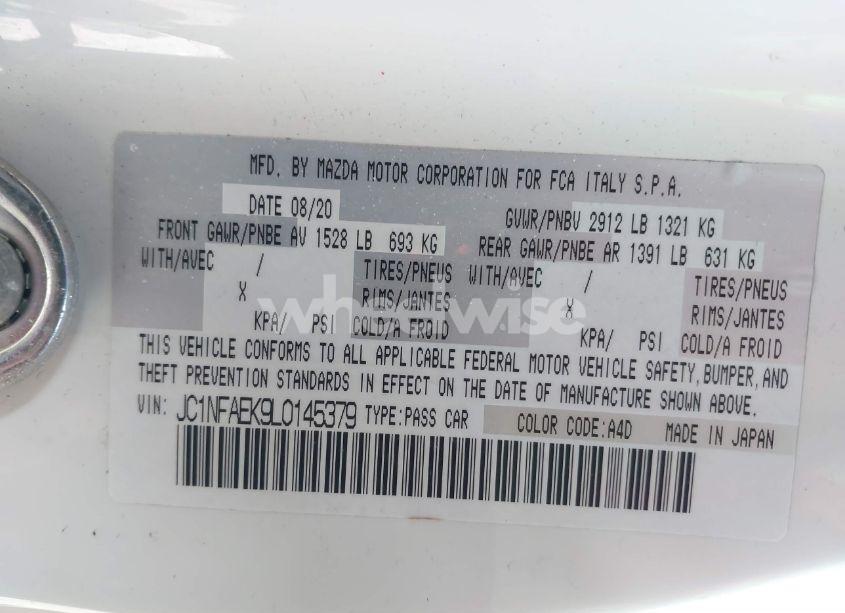 MFD. BY MAZDA MOTOR CORPORATION FOR FCA ITALY S.P.A.
DATE 08/20 GVWR/PNBV 2912 LB 1321 KG
FRONT GAWR/PNBE AV 1528 LB 693 KG REAR GAWR/PNBE AR 1391 LB 631 KG
WITH/AVEC / TIRES/PNEUS WITH/AVEC / TIRES/PNEUS
X RIMS/JANTES X RIMS/JANTES
KPA/ PSI COLD/A FROID KPA/ PSI COLD/A FROID
wheelwise
THIS VEHICLE CONFORMS TO ALL APPLICABLE FEDERAL MOTOR VEHICLE SAFETY,BUMPER,AND
THEFT PREVENTION STANDARDS IN EFFECT ON THE DATE OF MANUFACTURE SHOWN ABOVE.
VIN: JC1NFAEK9L0145379 TYPE:PASS CAR COLOR CODE:A4D MADE IN JAPAN